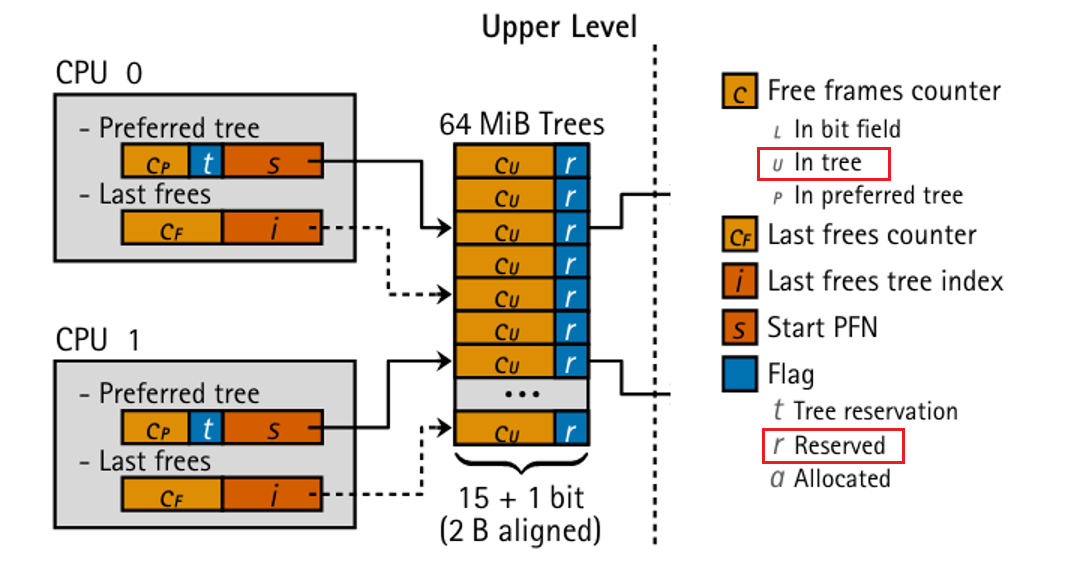 Upper Level
CPU 0
- Preferred tree
cP t s
- Last frees
cF i
CPU 1
- Preferred tree
cP t s
- Last frees
cF i
64 MiB Trees
cU r
cU r
cU r
cU r
cU r
cU r
cU r
...
cU r
15 + 1 bit
(2 B aligned)
c Free frames counter
L In bit field
U In tree
P In preferred tree
cF Last frees counter
i Last frees tree index
s Start PFN
Flag
t Tree reservation
r Reserved
a Allocated